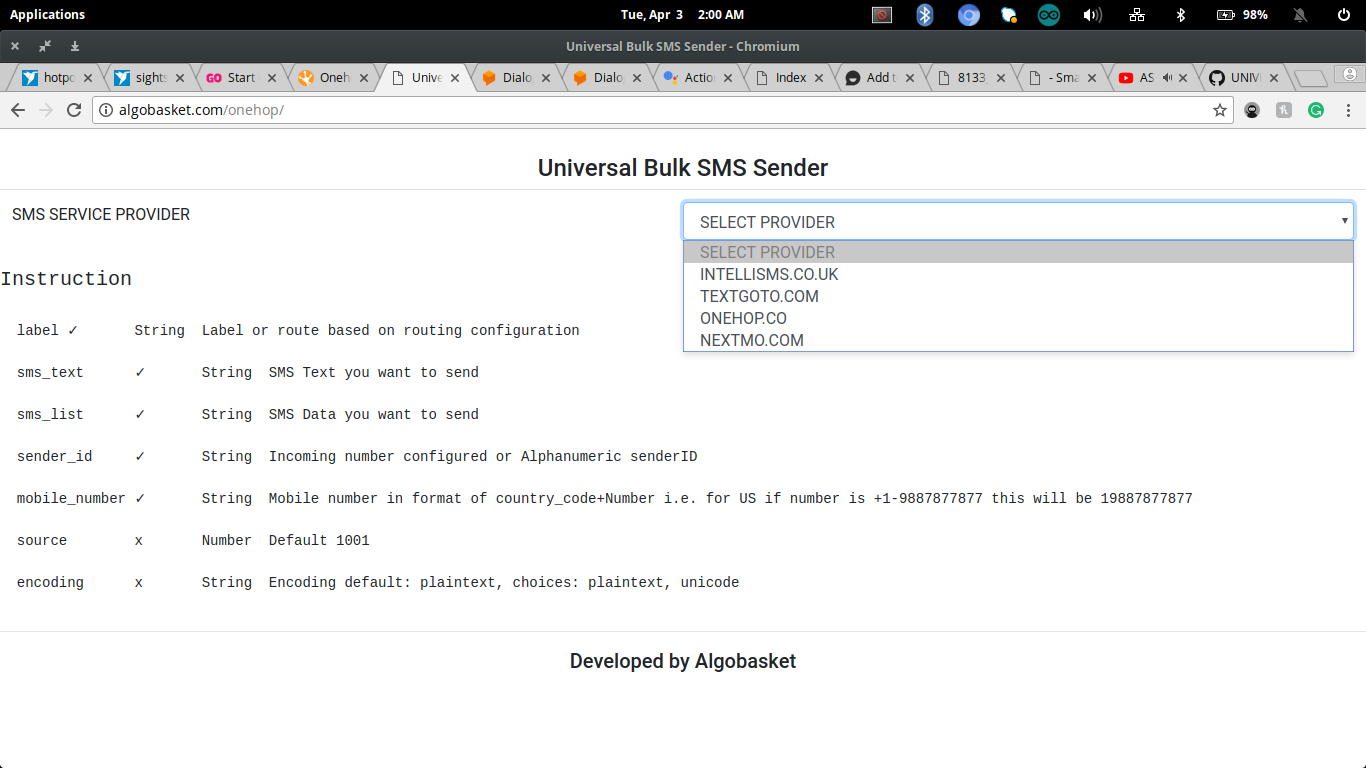 Applications
Tue, Apr 3 2:00 AM
98%
Universal Bulk SMS Sender - Chromium
hotpo
sights
GO Start
Oneh
Unive
Dialo
Dialo
Actio
Index
Add t
8133
- Sma
AS
UNIV
algobasket.com/onehop/
Universal Bulk SMS Sender
SMS SERVICE PROVIDER
SELECT PROVIDER
SELECT PROVIDER
INTELLISMS.CO.UK
TEXTGOTO.COM
ONEHOP.CO
NEXTMO.COM
Instruction
label ✓ String Label or route based on routing configuration
sms_text ✓ String SMS Text you want to send
sms_list ✓ String SMS Data you want to send
sender_id ✓ String Incoming number configured or Alphanumeric senderID
mobile_number ✓ String Mobile number in format of country_code+Number i.e. for US if number is +1-9887877877 this will be 19887877877
source x Number Default 1001
encoding x String Encoding default: plaintext, choices: plaintext, unicode
Developed by Algobasket